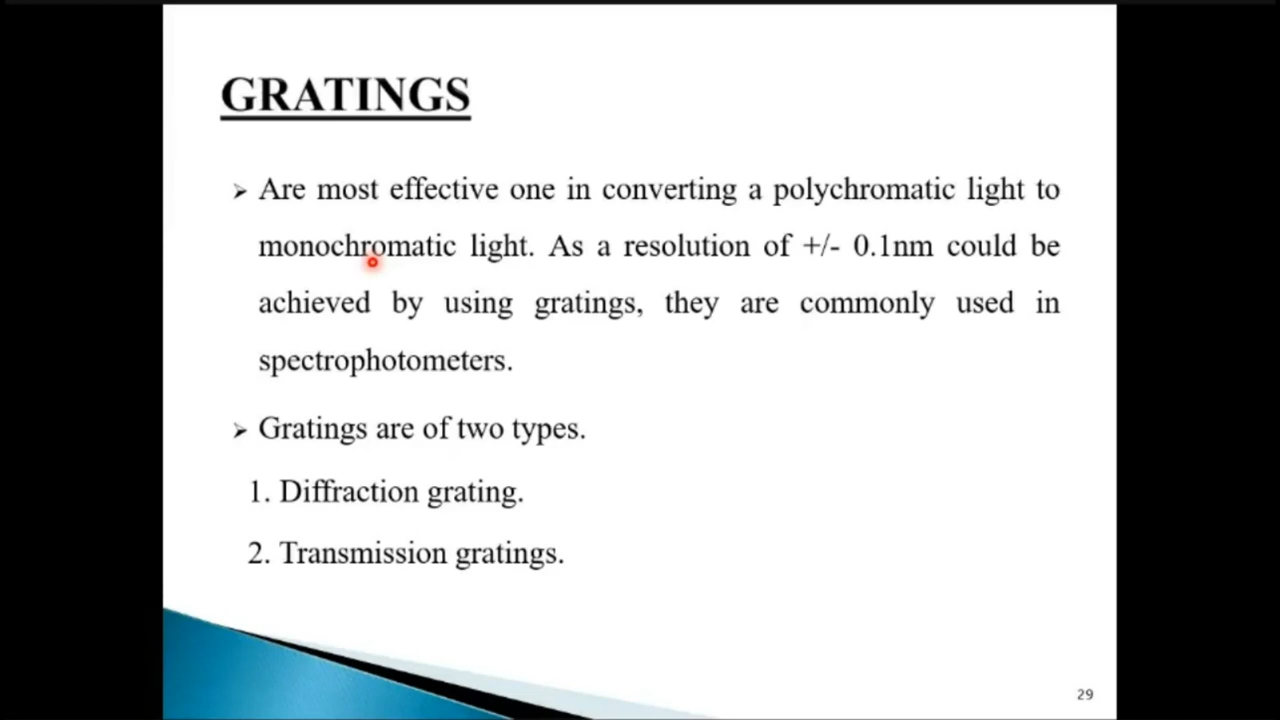 GRATINGS
➢ Are most effective one in converting a polychromatic light to
monochromatic light. As a resolution of +/- 0.1nm could be
achieved by using gratings, they are commonly used in
spectrophotometers.
➢ Gratings are of two types.
1. Diffraction grating.
2. Transmission gratings.
29